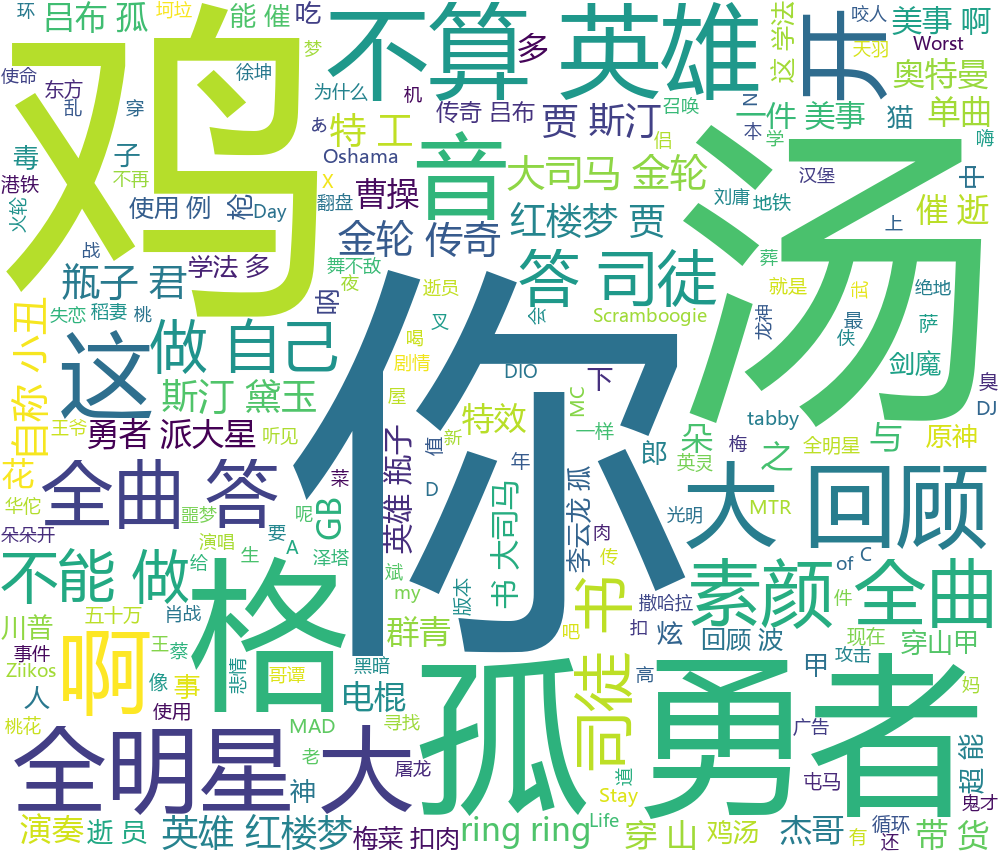 环
吕布 孤
坷垃
能 催
吃
不算 英雄
多
开
这 学法
咬人
美事 啊
Worst
天羽
奥特曼
鸡
使命
东方
徐坤
梦
为什么
机
传奇 吕布
贾 斯汀
召唤
一件 美事
猫
单曲
乱
穿
あ
特 工
音
侣
N
本
学
嗨
毒
子
Oshama
大司马 金轮
汉堡
中
港铁
不再
X
曹操
刘庸
地铁
上
催 逝
火轮
使用 例
枪
Day
翻盘
金轮 传奇
红楼梦 贾
汤
战
学法 多
舞不敌
答 司徒
葬
瓶子 君
呐
夜
逝员
就是
绝地
失恋
稻妻
桃
喝
叉
Scramboogie
龙神
最
侠
萨
自称 小丑
这
做 自己
你
剧情
DIO
下
剑魔
斯汀 黛玉
屋
MC
臭
DJ
王爷
勇者 派大星
听见
特效
一样
朵
tabby
与
原神
花
值
新
郎
英灵
梅
之
全明星
华佗
全曲 答
菜
英雄 瓶子
年
大 回顾
朵朵开
噩梦
呢
GB
D
书 大司马
李云龙 孤
肉
光明
MTR
不能 做
演唱
要
A
泽塔
传
of
C
给
生
格
斌
my
版本
书
撒哈拉
素颜 全曲
件
五十万
肖战
吧
扣
川普
啊
群青
炫
回顾 波
现在
穿山甲
事件
王
蔡
悲情
哥谭
黑暗
司徒
高
甲
攻击
Ziikos
人
像
事
电棍
孤
勇者
妈
桃花
使用
MAD
寻找
广告
超 能
全明星 大
老
屠龙
道
屯马
神
Stay
鬼才
演奏
逝 员
英雄 红楼梦
梅菜 扣肉
ring ring
Life
穿 山
鸡汤
杰哥
有
循环
还
带 货